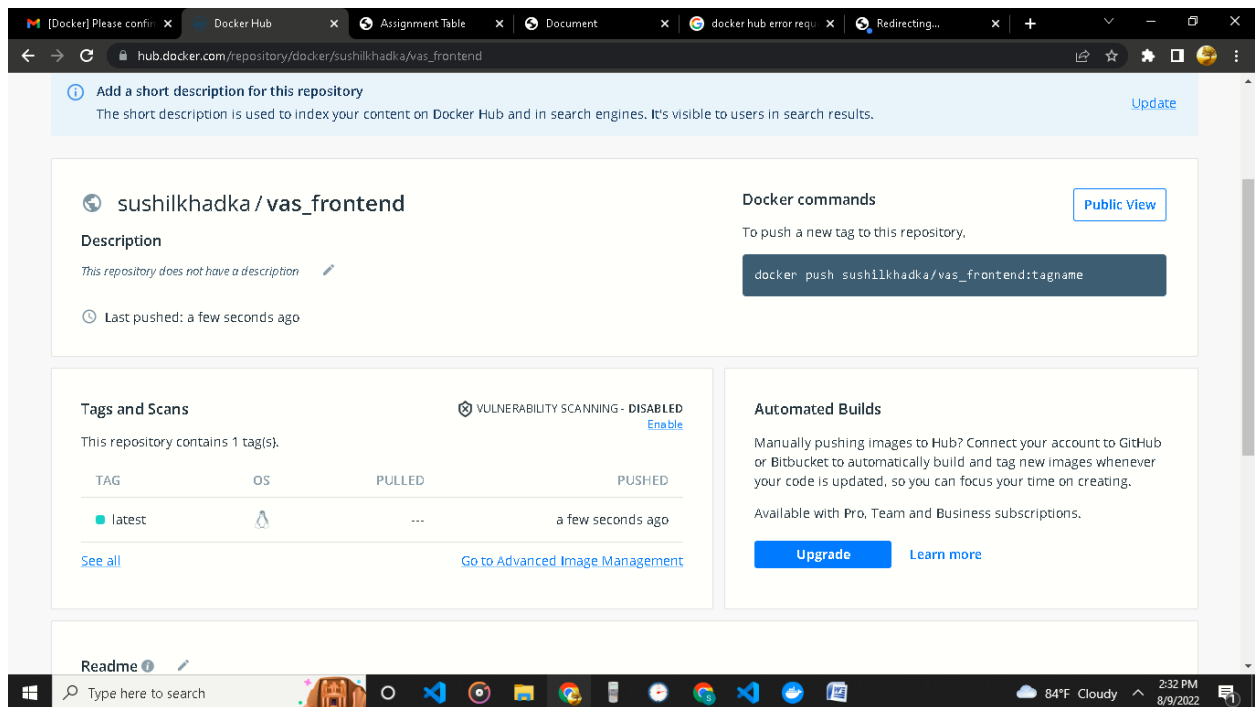 [Docker] Please confirm
Docker Hub
Assignment Table
Document
docker hub error requ
Redirecting...
hub.docker.com/repository/docker/sushilkhadka/vas_frontend
Add a short description for this repository
The short description is used to index your content on Docker Hub and in search engines. It's visible to users in search results.
Update
sushilkhadka / vas_frontend
Description
This repository does not have a description
Last pushed: a few seconds ago
Docker commands
Public View
To push a new tag to this repository,
docker push sushilkhadka/vas_frontend:tagname
Tags and Scans
VULNERABILITY SCANNING - DISABLED
Enable
This repository contains 1 tag(s).
TAG OS PULLED PUSHED
latest --- a few seconds ago
See all
Go to Advanced Image Management
Automated Builds
Manually pushing images to Hub? Connect your account to GitHub
or Bitbucket to automatically build and tag new images whenever
your code is updated, so you can focus your time on creating.
Available with Pro, Team and Business subscriptions.
Upgrade
Learn more
Readme
Type here to search
84°F Cloudy
2:32 PM
8/9/2022